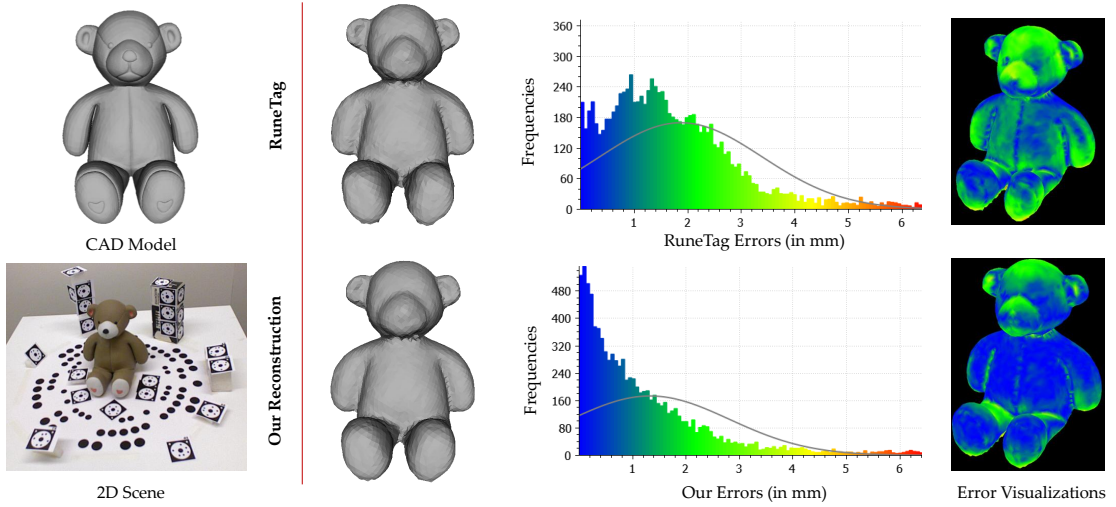 CAD Model
2D Scene
RuneTag
Our Reconstruction
Frequencies
360
300
240
180
120
60
0
1 2 3 4 5 6
RuneTag Errors (in mm)
Frequencies
480
400
320
240
160
80
0
1 2 3 4 5 6
Our Errors (in mm)
Error Visualizations